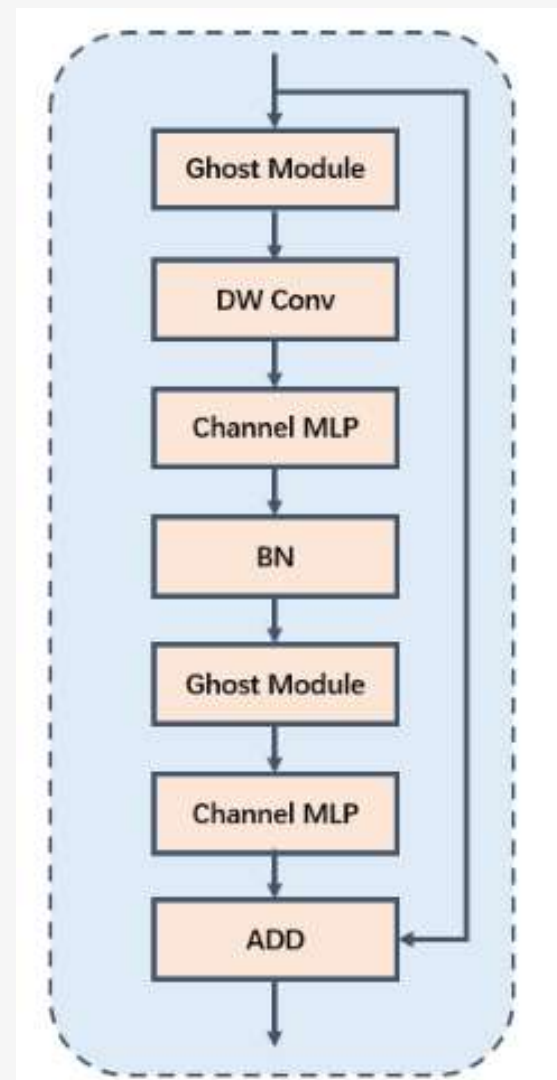 Ghost Module
DW Conv
Channel MLP
BN
Ghost Module
Channel MLP
ADD